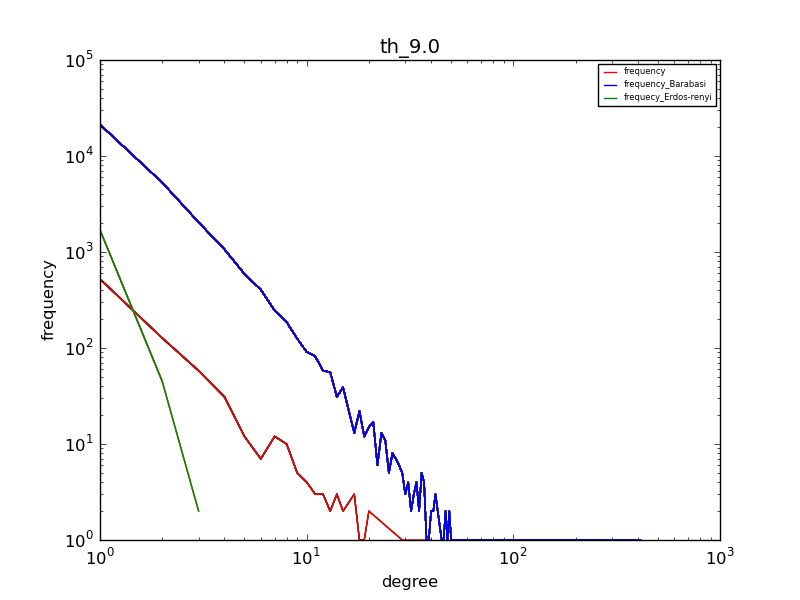 th_9.0
10^5
10^4
10^3
10^2
10^1
10^0
frequency
frequency
frequency_Barabasi
frequecy_Erdos-renyi
10^0 10^1 10^2 10^3
degree